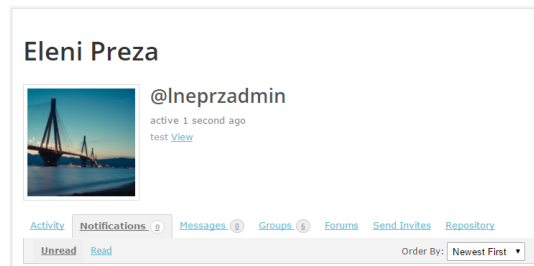 Eleni Preza
@lneprzadmin
active 1 second ago
test View
Activity Notifications 0 Messages 0 Groups 6 Forums Send Invites Repository
Unread Read Order By: Newest First